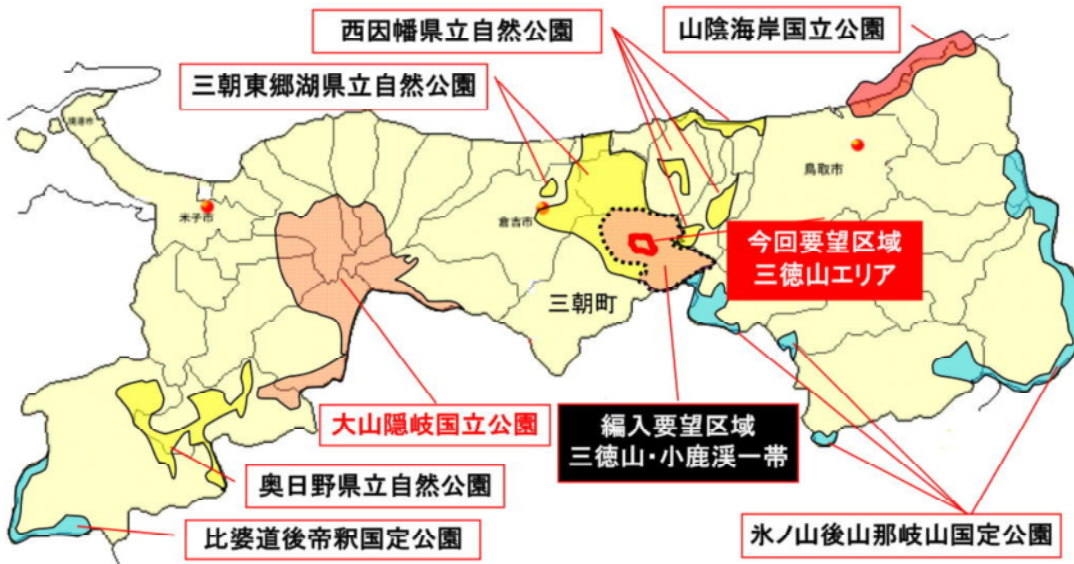 西因幡県立自然公園
山陰海岸国立公園
三朝東郷湖県立自然公園
境港市
鳥取市
米子市
倉吉市
今回要望区域
三徳山エリア
三朝町
大山隠岐国立公園
編入要望区域
三徳山・小鹿渓一帯
奥日野県立自然公園
比婆道後帝釈国定公園
氷ノ山後山那岐山国定公園